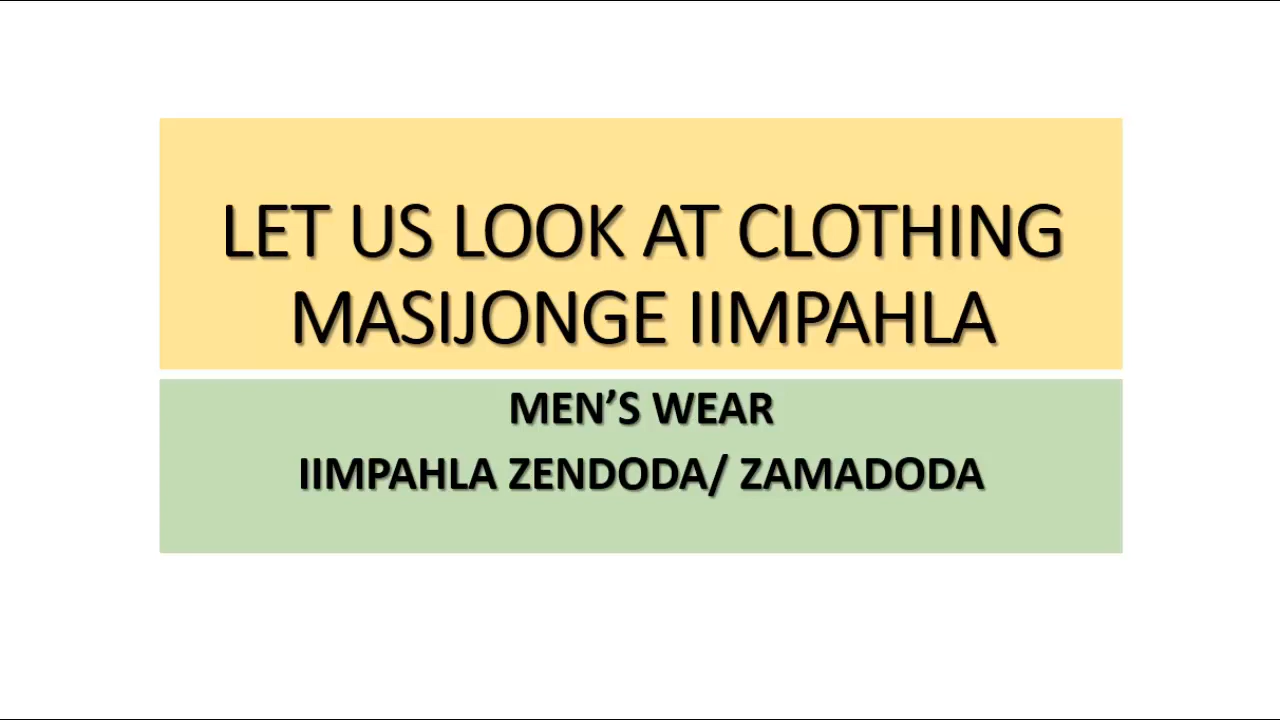 LET US LOOK AT CLOTHING
MASIJONGE IIMPAHLA
MEN’S WEAR
IIMPAHLA ZENDODA/ ZAMADODA